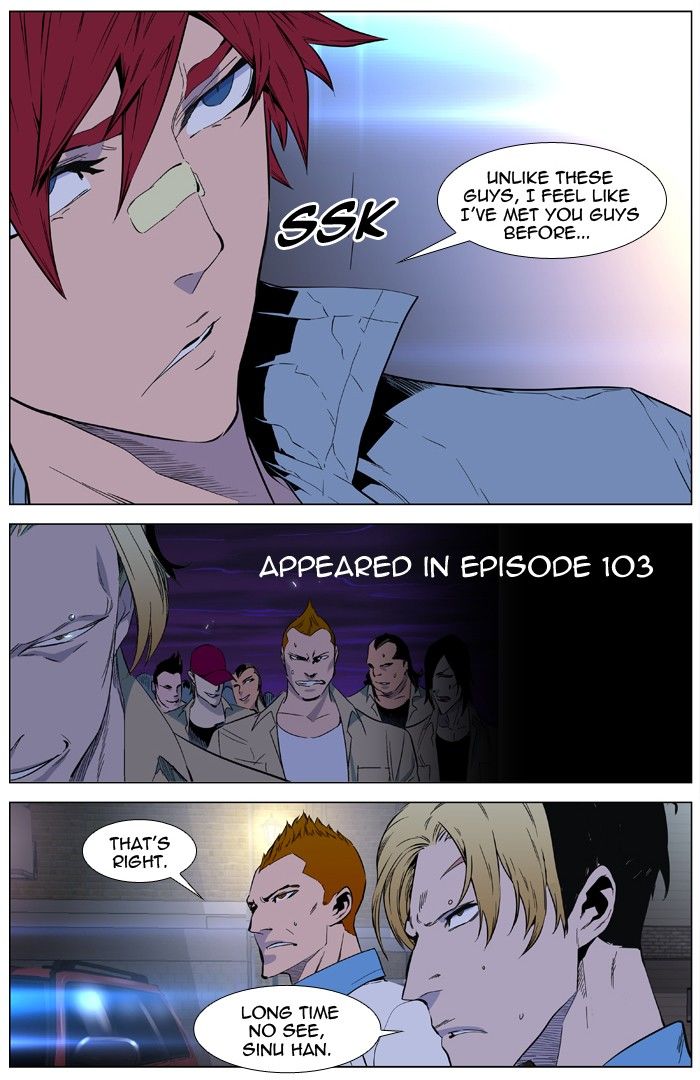 UNLIKE THESE
GUYS, I FEEL LIKE
I'VE MET YOU GUYS
BEFORE...
SSK
APPEARED IN EPISODE 103
THAT'S
RIGHT.
LONG TIME
NO SEE,
SINU HAN.